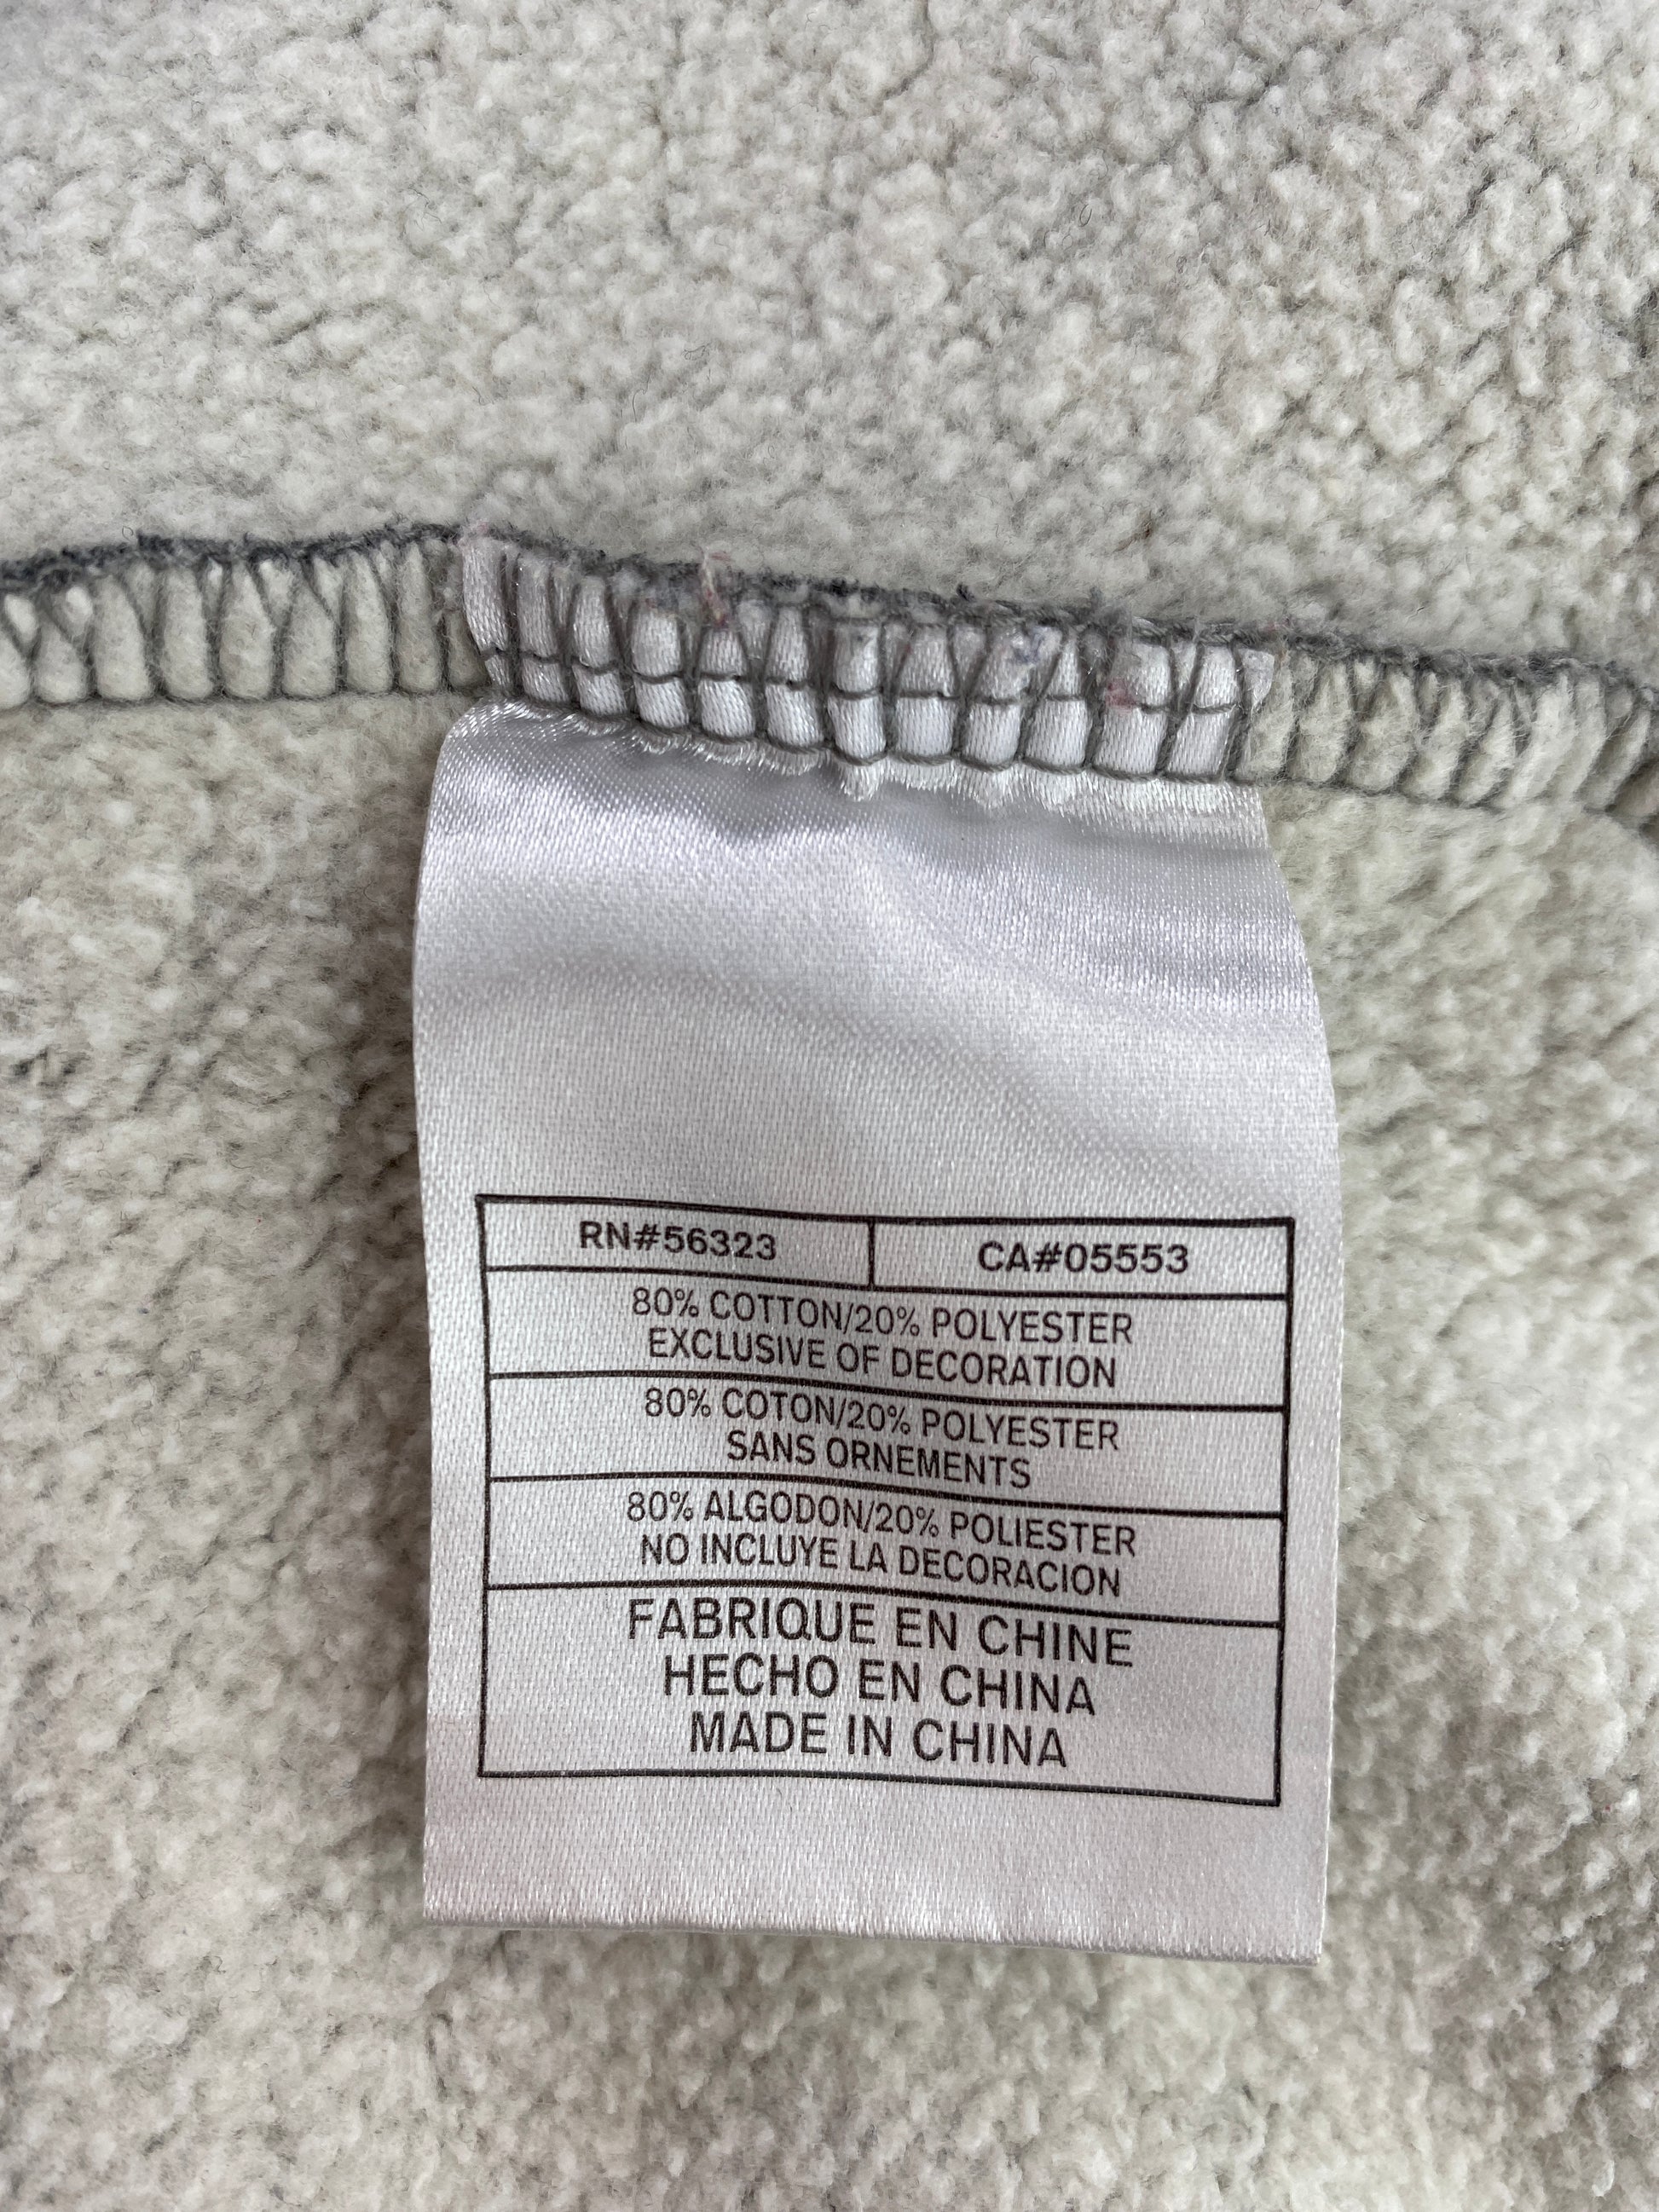 RN#56323 CA#05553
80% COTTON/20% POLYESTER
EXCLUSIVE OF DECORATION
80% COTON/20% POLYESTER
SANS ORNEMENTS
80% ALGODON/20% POLIESTER
NO INCLUYE LA DECORACION
FABRIQUE EN CHINE
HECHO EN CHINA
MADE IN CHINA